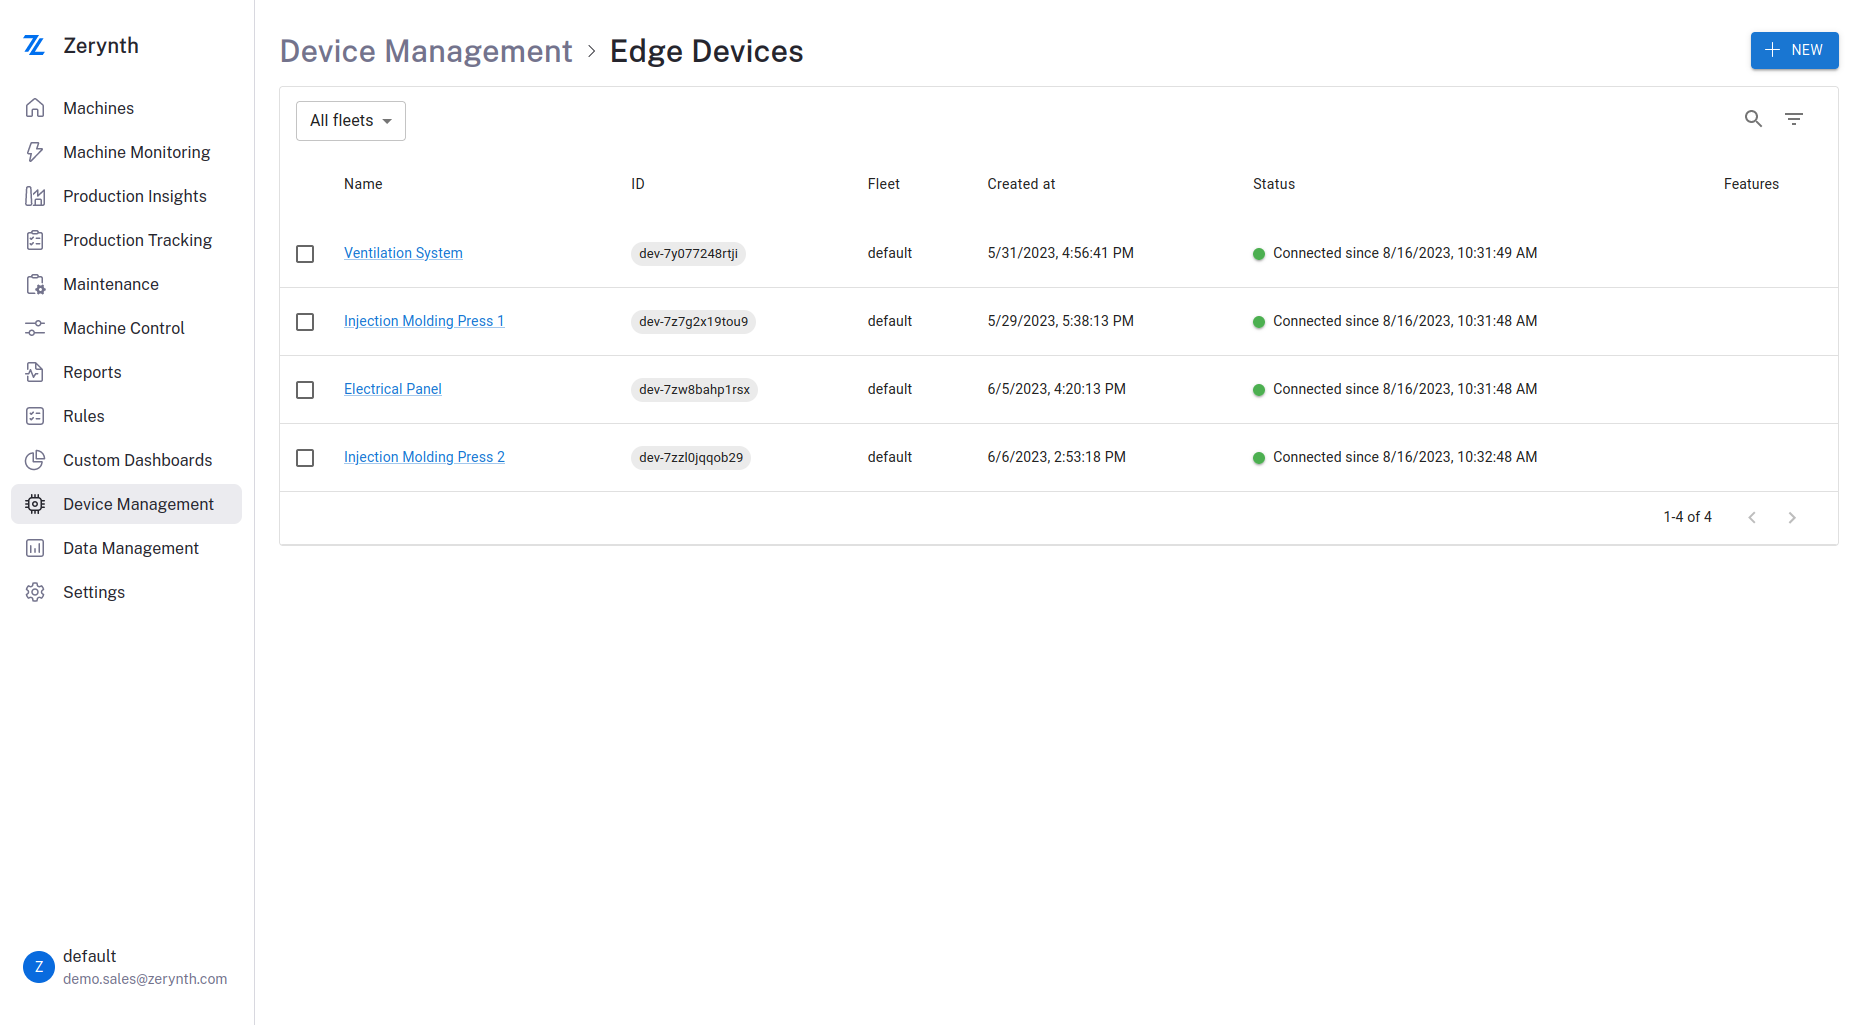 Zerynth
Machines
Machine Monitoring
Production Insights
Production Tracking
Maintenance
Machine Control
Reports
Rules
Custom Dashboards
Device Management
Data Management
Settings
Z
default
demo.sales@zerynth.com
Device Management > Edge Devices
NEW
All fleets
Name ID Fleet Created at Status Features
Ventilation System dev-7y077248rtji default 5/31/2023, 4:56:41 PM Connected since 8/16/2023, 10:31:49 AM
Injection Molding Press 1 dev-7z7g2x19tou9 default 5/29/2023, 5:38:13 PM Connected since 8/16/2023, 10:31:48 AM
Electrical Panel dev-7zw8bahp1rsx default 6/5/2023, 4:20:13 PM Connected since 8/16/2023, 10:31:48 AM
Injection Molding Press 2 dev-7zzl0jqqob29 default 6/6/2023, 2:53:18 PM Connected since 8/16/2023, 10:32:48 AM
1-4 of 4